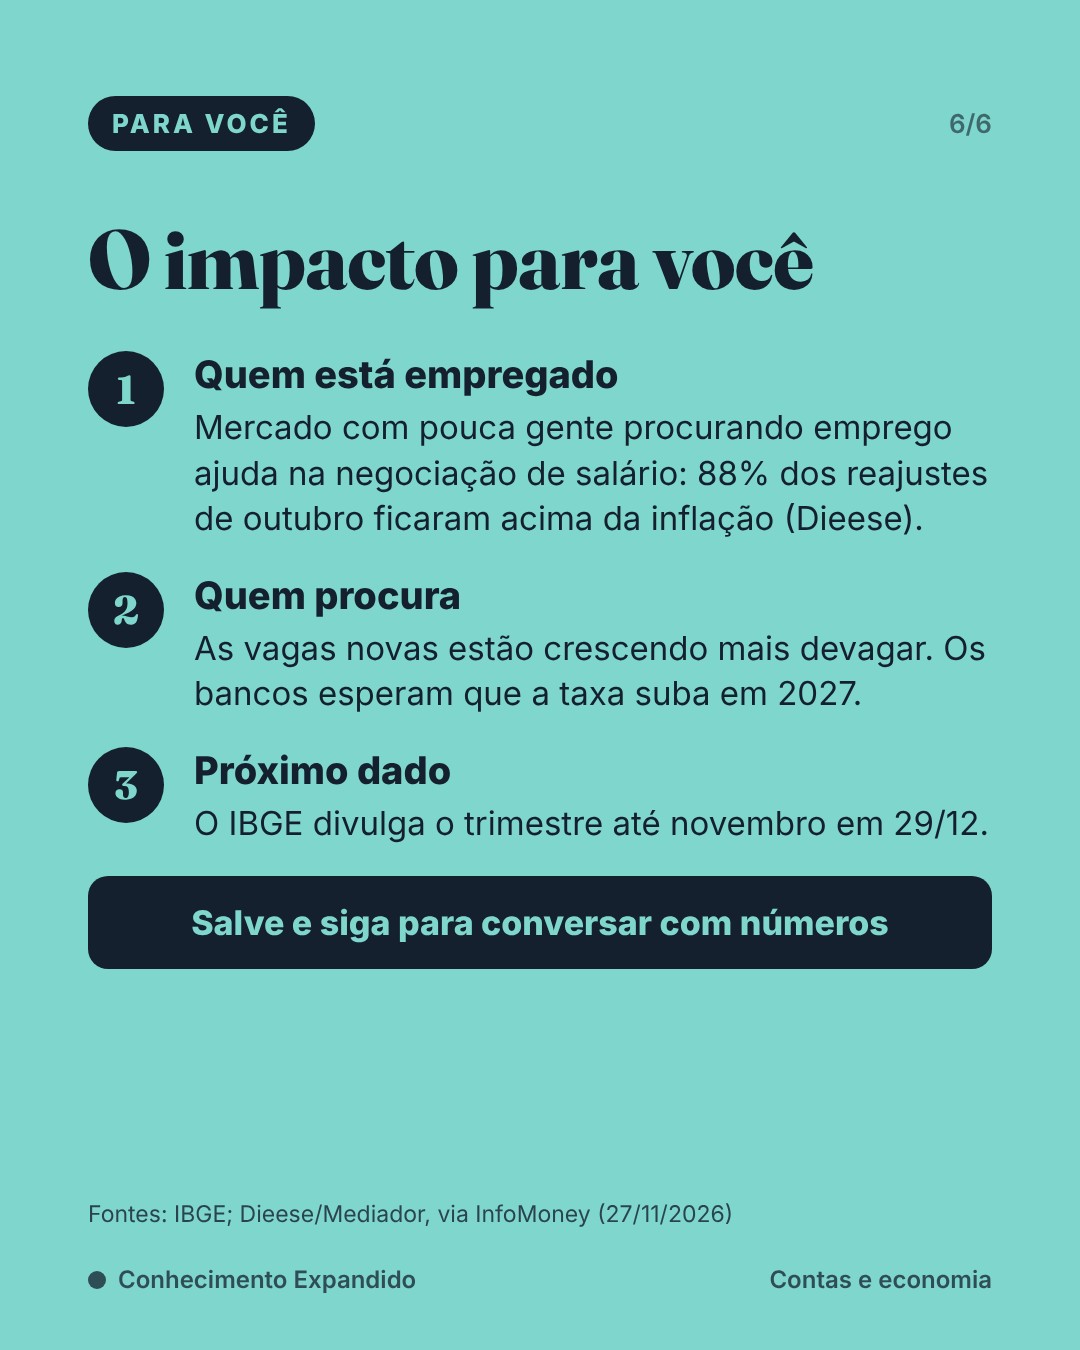 PARA VOCÊ
6/6
O impacto para você
1
Quem está empregado
Mercado com pouca gente procurando emprego
ajuda na negociação de salário: 88% dos reajustes
de outubro ficaram acima da inflação (Dieese).
2
Quem procura
As vagas novas estão crescendo mais devagar. Os
bancos esperam que a taxa suba em 2027.
3
Próximo dado
O IBGE divulga o trimestre até novembro em 29/12.
Salve e siga para conversar com números
Fontes: IBGE; Dieese/Mediador, via InfoMoney (27/11/2026)
Conhecimento Expandido
Contas e economia